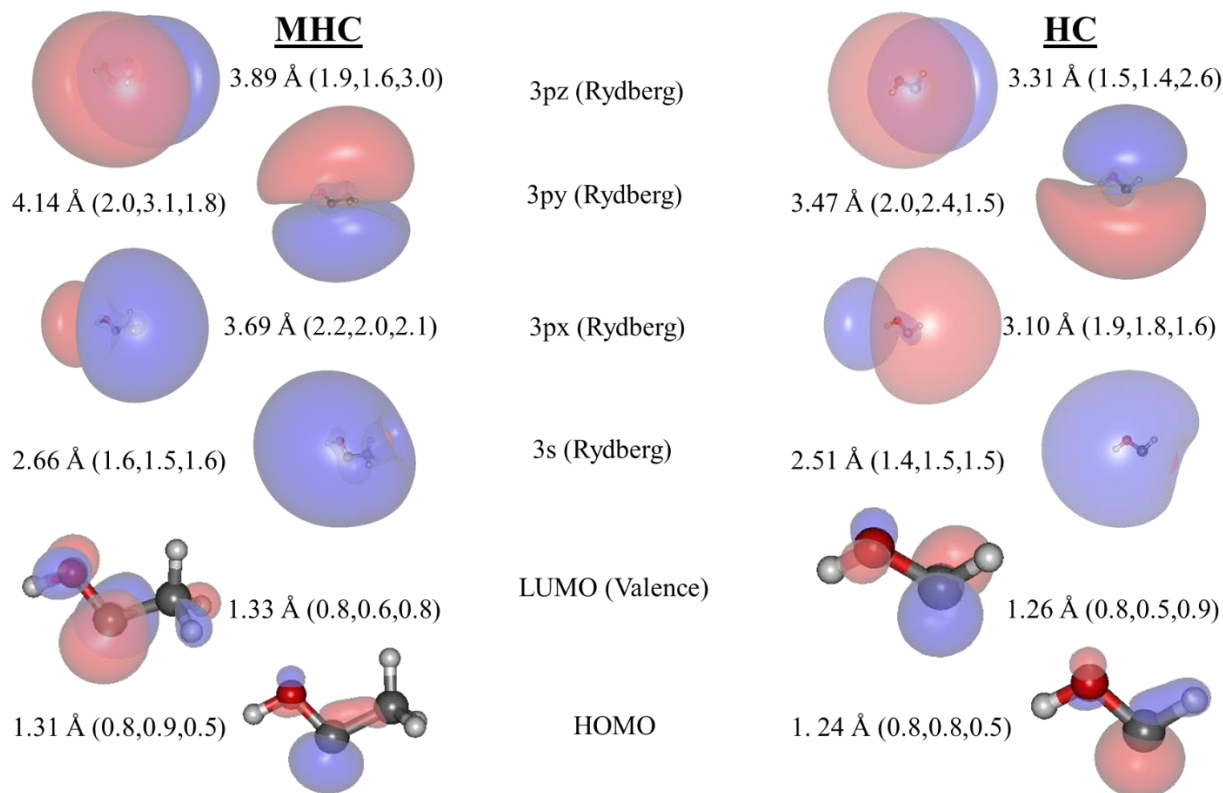 MHC
HC
3.89 Å (1.9,1.6,3.0)
3pz (Rydberg)
3.31 Å (1.5,1.4,2.6)
4.14 Å (2.0,3.1,1.8)
3py (Rydberg)
3.47 Å (2.0,2.4,1.5)
3.69 Å (2.2,2.0,2.1)
3px (Rydberg)
3.10 Å (1.9,1.8,1.6)
2.66 Å (1.6,1.5,1.6)
3s (Rydberg)
2.51 Å (1.4,1.5,1.5)
1.33 Å (0.8,0.6,0.8)
LUMO (Valence)
1.26 Å (0.8,0.5,0.9)
1.31 Å (0.8,0.9,0.5)
HOMO
1. 24 Å (0.8,0.8,0.5)